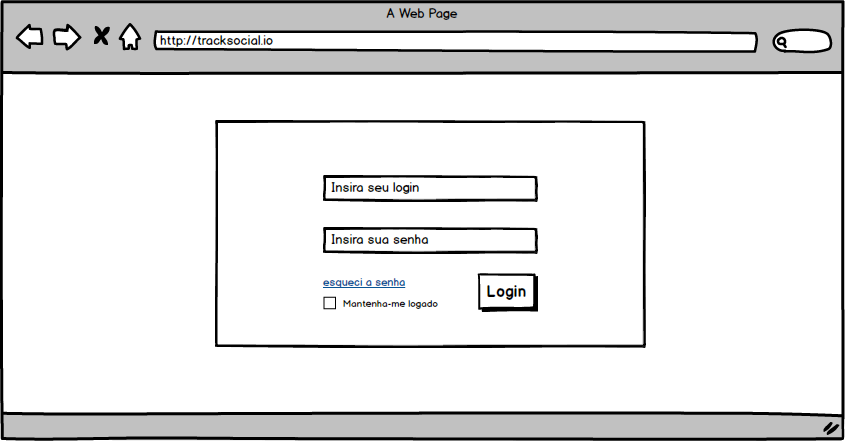 A Web Page
http://tracksocial.io
Insira seu login
Insira sua senha
esqueci a senha
Login
Mantenha-me logado